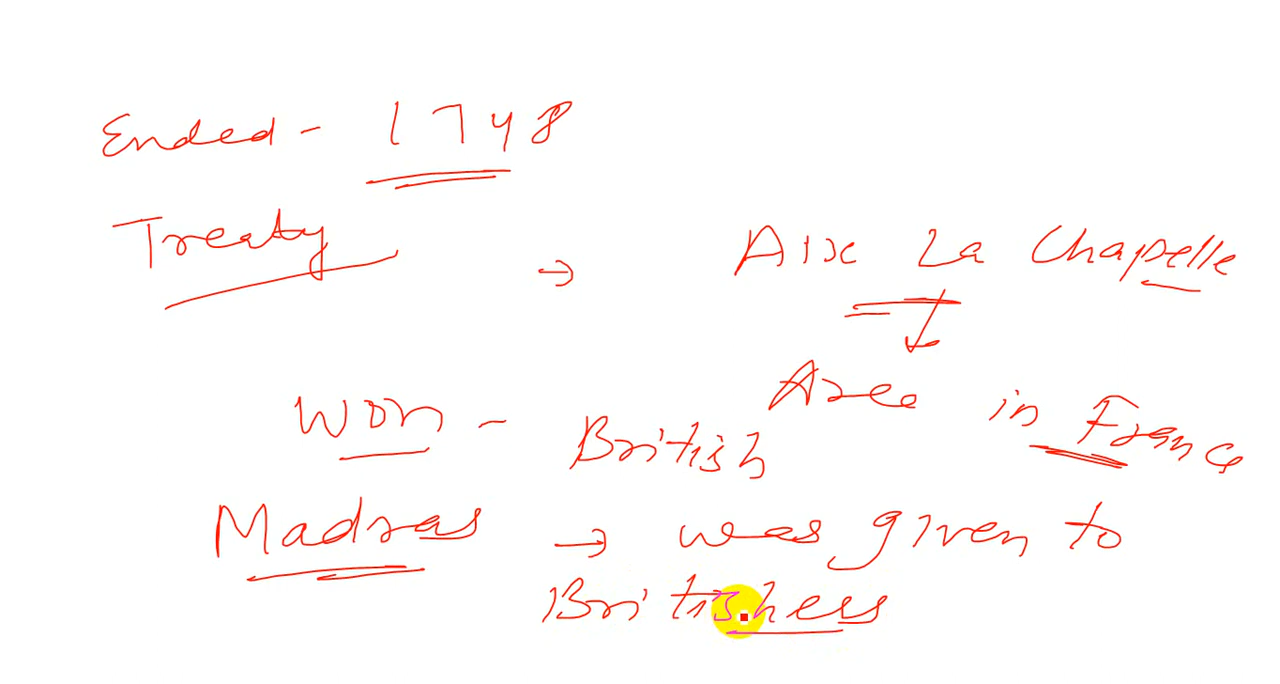 Ended - 1748
Treaty → Aix La Chapelle
↓
Area in France
Won - British
Madras → was given to
Britishers